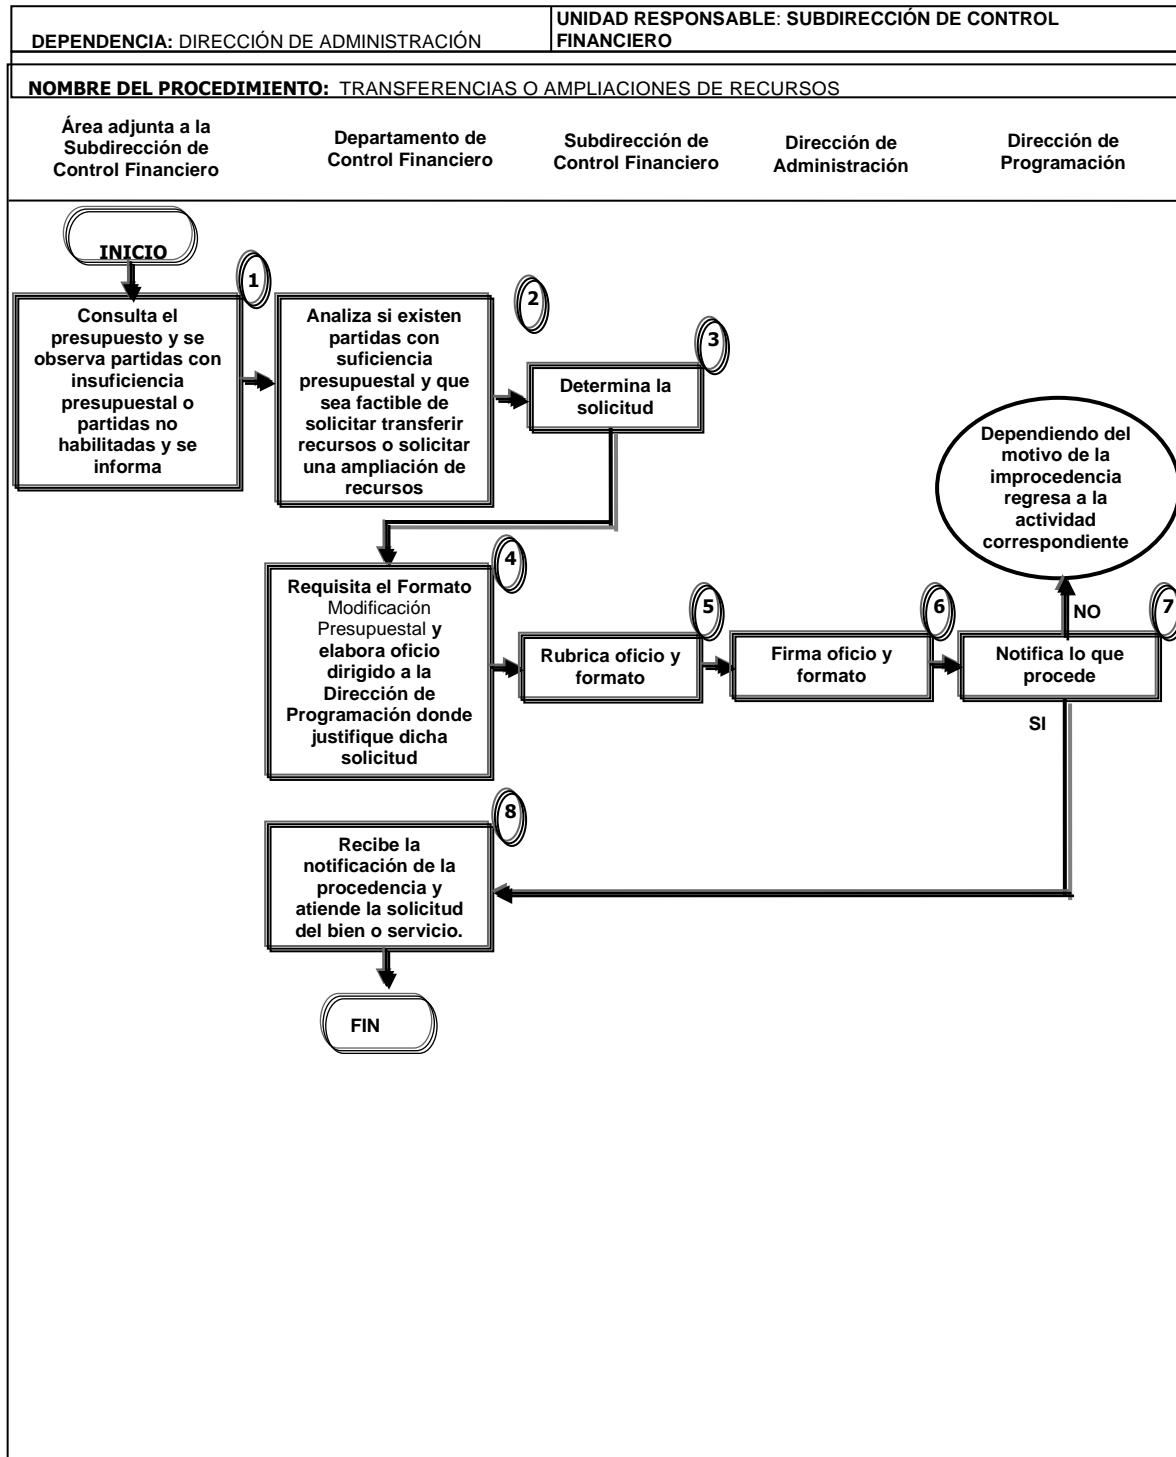 DEPENDENCIA: DIRECCIÓN DE ADMINISTRACIÓN
UNIDAD RESPONSABLE: SUBDIRECCIÓN DE CONTROL
FINANCIERO
NOMBRE DEL PROCEDIMIENTO: TRANSFERENCIAS O AMPLIACIONES DE RECURSOS
Área adjunta a la
Subdirección de
Control Financiero
Departamento de
Control Financiero
Subdirección de
Control Financiero
Dirección de
Administración
Dirección de
Programación
INICIO
1
Consulta el
presupuesto y se
observa partidas con
insuficiencia
presupuestal o
partidas no
habilitadas y se
informa
2
Analiza si existen
partidas con
suficiencia
presupuestal y que
sea factible de
solicitar transferir
recursos o solicitar
una ampliación de
recursos
3
Determina la
solicitud
4
Requisita el Formato
Modificación
Presupuestal y
elabora oficio
dirigido a la
Dirección de
Programación donde
justifique dicha
solicitud
5
Rubrica oficio y
formato
6
Firma oficio y
formato
7
Notifica lo que
procede
NO
Dependiendo del
motivo de la
improcedencia
regresa a la
actividad
correspondiente
SI
8
Recibe la
notificación de la
procedencia y
atiende la solicitud
del bien o servicio.
FIN